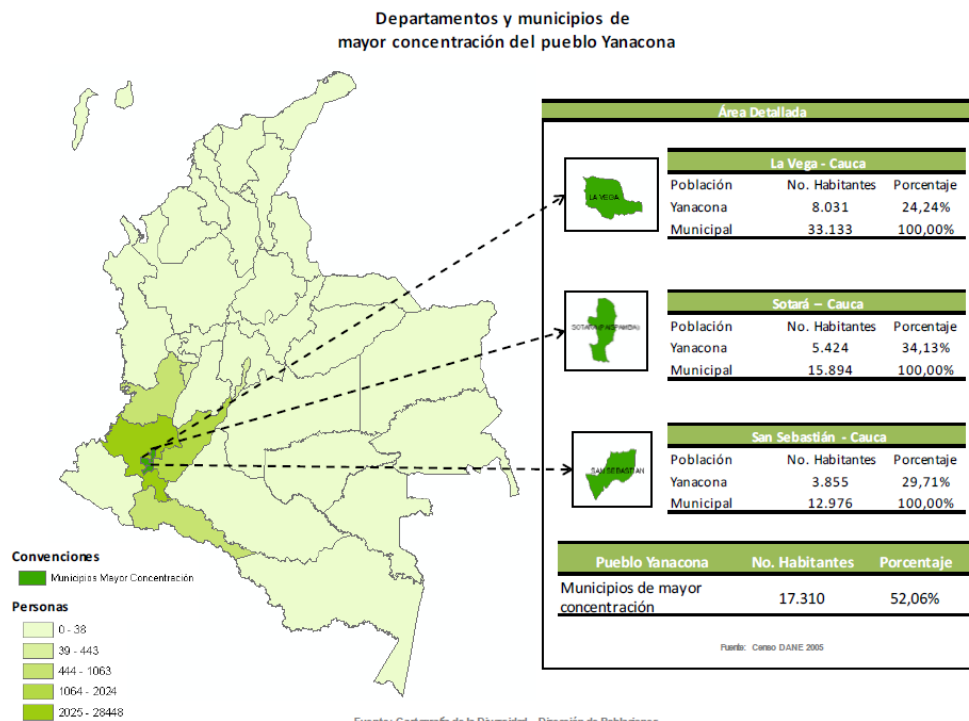 Departamentos y municipios de
mayor concentración del pueblo Yanacona
Área Detallada
LA VEGA
La Vega - Cauca
Población No. Habitantes Porcentaje
Yanacona 8.031 24,24%
Municipal 33.133 100,00%
Sotará – Cauca
Población No. Habitantes Porcentaje
Yanacona 5.424 34,13%
Municipal 15.894 100,00%
SAN SEBASTIAN
San Sebastián - Cauca
Población No. Habitantes Porcentaje
Yanacona 3.855 29,71%
Municipal 12.976 100,00%
Pueblo Yanacona No. Habitantes Porcentaje
Municipios de mayor
concentración 17.310 52,06%
Fuente: Censo DANE 2005
Convenciones
Municipios Mayor Concentración
Personas
0 - 38
39 - 443
444 - 1063
1064 - 2024
2025 - 28448